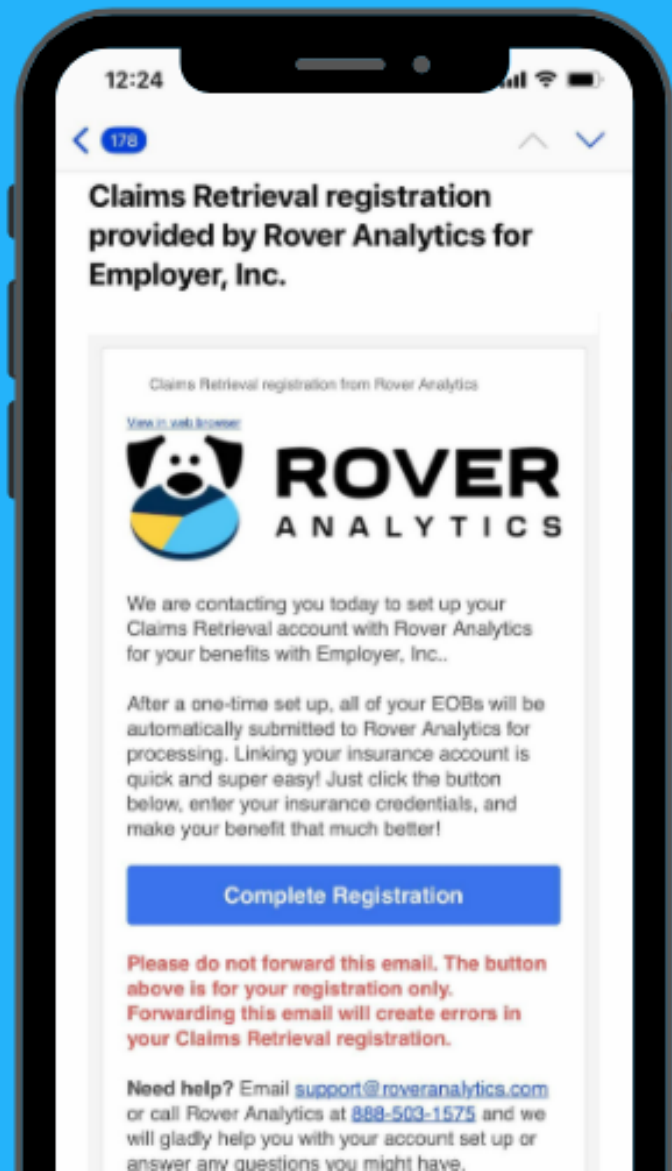 12:24
178
Claims Retrieval registration
provided by Rover Analytics for
Employer, Inc.
Claims Retrieval registration from Rover Analytics
View in web browser
ROVER
ANALYTICS
We are contacting you today to set up your
Claims Retrieval account with Rover Analytics
for your benefits with Employer, Inc..
After a one-time set up, all of your EOBs will be
automatically submitted to Rover Analytics for
processing. Linking your insurance account is
quick and super easy! Just click the button
below, enter your insurance credentials, and
make your benefit that much better!
Complete Registration
Please do not forward this email. The button
above is for your registration only.
Forwarding this email will create errors in
your Claims Retrieval registration.
Need help? Email support@roveranalytics.com
or call Rover Analytics at 888-503-1575 and we
will gladly help you with your account set up or
answer any questions you might have.